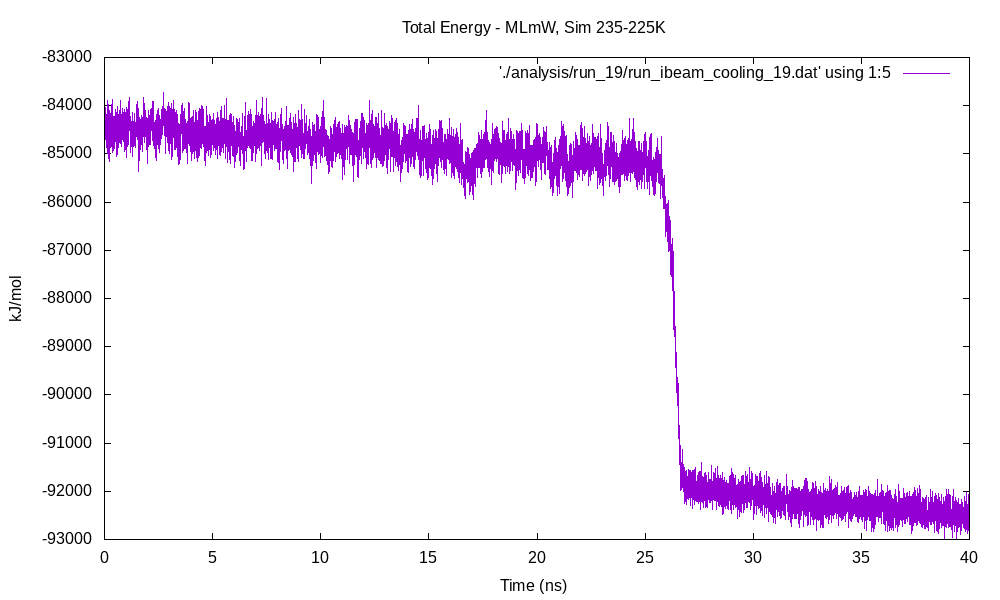 Total Energy - MLmW, Sim 235-225K
'./analysis/run_19/run_ibeam_cooling_19.dat' using 1:5
-83000
-84000
-85000
-86000
-87000
-88000
-89000
-90000
-91000
-92000
-93000
kJ/mol
0 5 10 15 20 25 30 35 40
Time (ns)